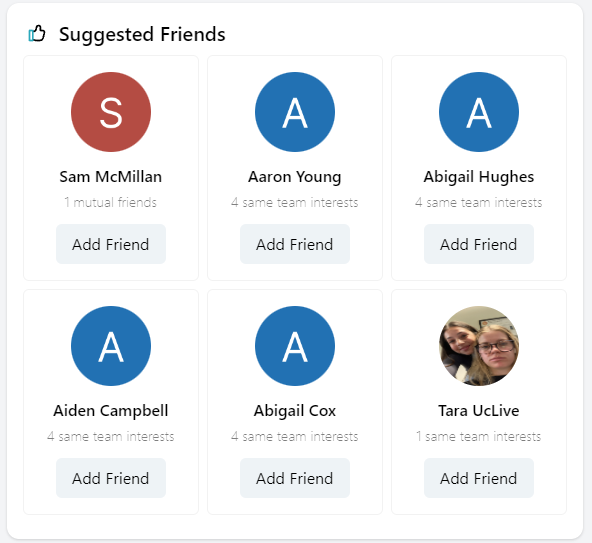 Suggested Friends
S
A
A
Sam McMillan
Aaron Young
Abigail Hughes
1 mutual friends
4 same team interests
4 same team interests
Add Friend
Add Friend
Add Friend
A
A
Aiden Campbell
Abigail Cox
Tara UcLive
4 same team interests
4 same team interests
1 same team interests
Add Friend
Add Friend
Add Friend